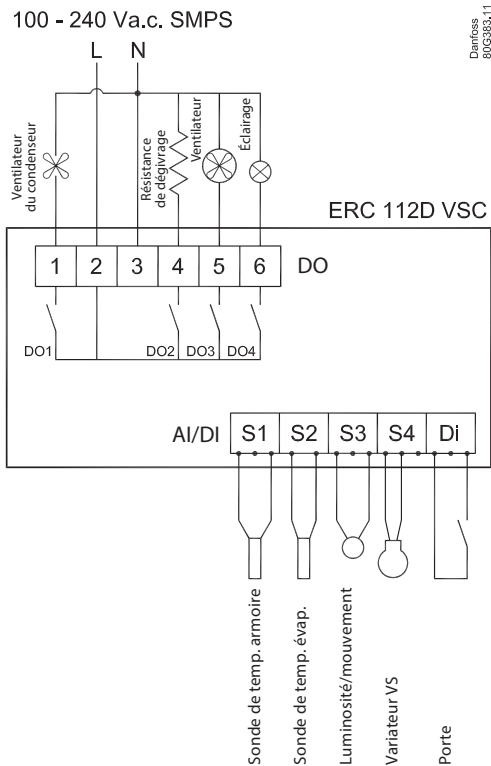 100 - 240 Va.c. SMPS
Danfoss
80G383.11
L N
Ventilateur
du condenseur
Résistance
de dégivrage
Ventilateur
Éclairage
ERC 112D VSC
1 2 3 4 5 6 DO
DO1 DO2 DO3 DO4
AI/DI S1 S2 S3 S4 Di
Sonde de temp. armoire
Sonde de temp. évap.
Luminosité/mouvement
Variateur VS
Porte